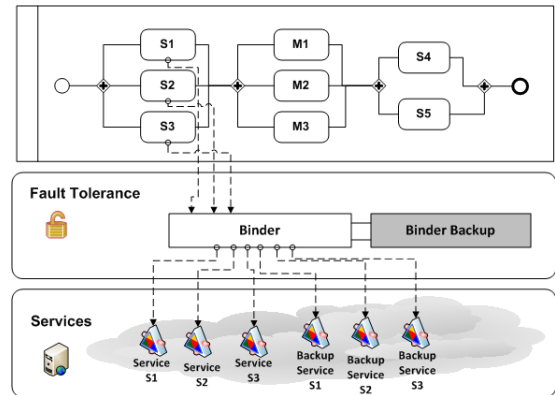 S1
M1
S4
S2
M2
S3
M3
S5
Fault Tolerance
Binder
Binder Backup
Services
Service
S1
Service
S2
Service
S3
Backup
Service
S1
Backup
Service
S2
Backup
Service
S3